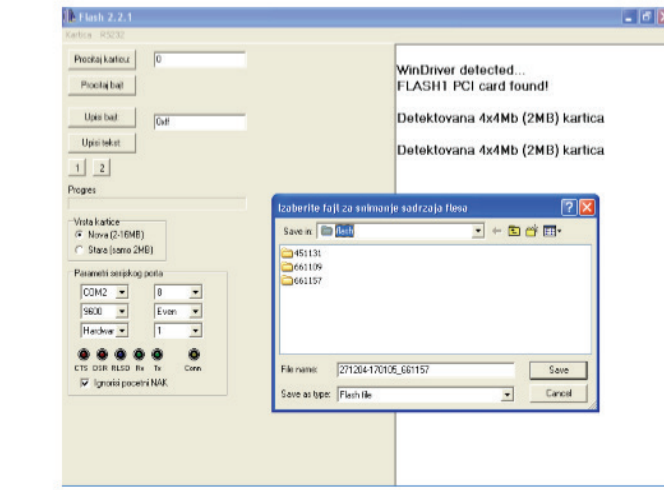 Flash 2.2.1
Kartica RS232
Procitaj karticu:
0
Procitaj bajt
Upisi bajt
0xff
Upisi tekst
1 2
Progres
Vrsta kartice
Nova (2-16MB)
Stara (samo 2MB)
Parametri serijskog porta
COM2 8
9600 Even
Hardwar 1
CTS DSR RLSD Rx Tx Conn
Ignorisi pocetni NAK
WinDriver detected...
FLASH1 PCI card found!
Detektovana 4x4Mb (2MB) kartica
Detektovana 4x4Mb (2MB) kartica
Izaberite fajl za snimanje sadrzaja flesa
Save in: flash
451131
661109
661157
File name: 271204-170105_661157 Save
Save as type: Flash file Cancel